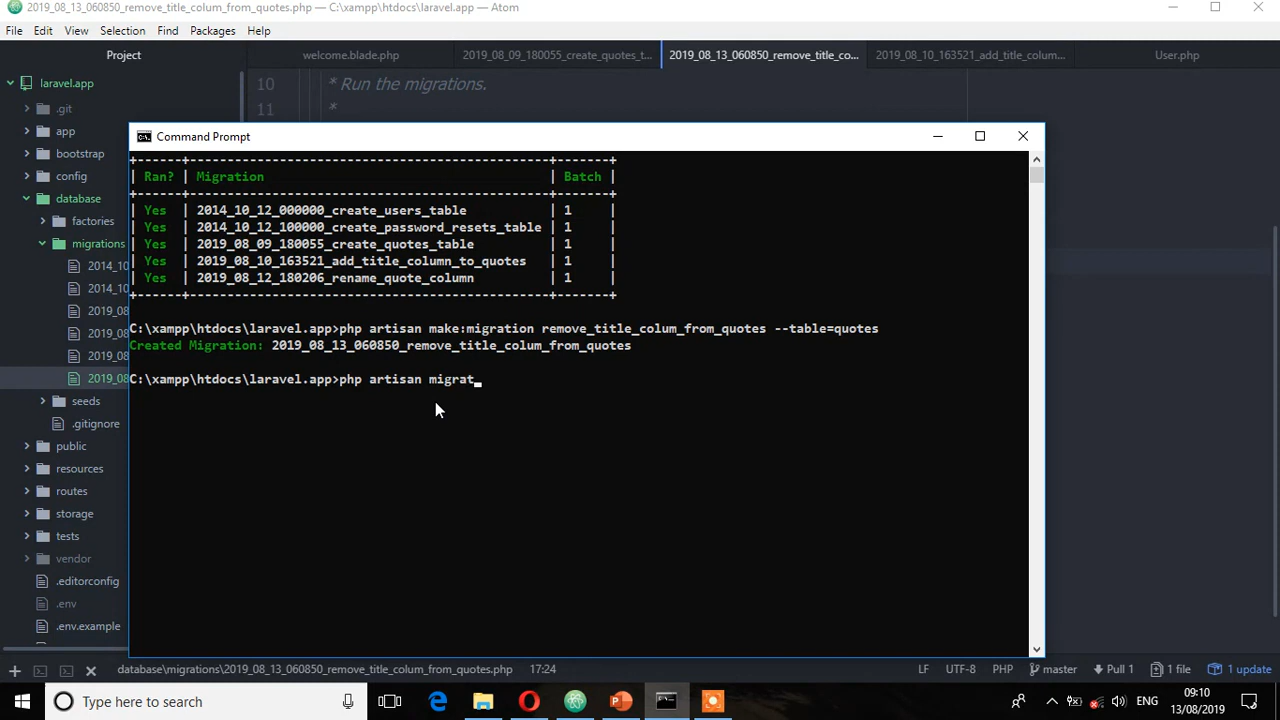 2019_08_13_060850_remove_title_colum_from_quotes.php — C:\xampp\htdocs\laravel.app — Atom
File Edit View Selection Find Packages Help
Project
welcome.blade.php
2019_08_09_180055_create_quotes_t...
2019_08_13_060850_remove_title_co...
2019_08_10_163521_add_title_colum...
User.php
laravel.app
.git
app
bootstrap
config
database
factories
migrations
2014_10
2014_10
2019_08
2019_08
2019_08
2019_08
seeds
.gitignore
public
resources
routes
storage
tests
vendor
.editorconfig
.env
.env.example
10 * Run the migrations.
11 *
Command Prompt
+------+------------------------------------------------+-------+
| Ran? | Migration | Batch |
+------+------------------------------------------------+-------+
| Yes | 2014_10_12_000000_create_users_table | 1 |
| Yes | 2014_10_12_100000_create_password_resets_table | 1 |
| Yes | 2019_08_09_180055_create_quotes_table | 1 |
| Yes | 2019_08_10_163521_add_title_column_to_quotes | 1 |
| Yes | 2019_08_12_180206_rename_quote_column | 1 |
+------+------------------------------------------------+-------+
C:\xampp\htdocs\laravel.app>php artisan make:migration remove_title_colum_from_quotes --table=quotes
Created Migration: 2019_08_13_060850_remove_title_colum_from_quotes
C:\xampp\htdocs\laravel.app>php artisan migrat_
database\migrations\2019_08_13_060850_remove_title_colum_from_quotes.php 17:24 LF UTF-8 PHP master Pull 1 1 file 1 update
Type here to search
ENG
09:10
13/08/2019